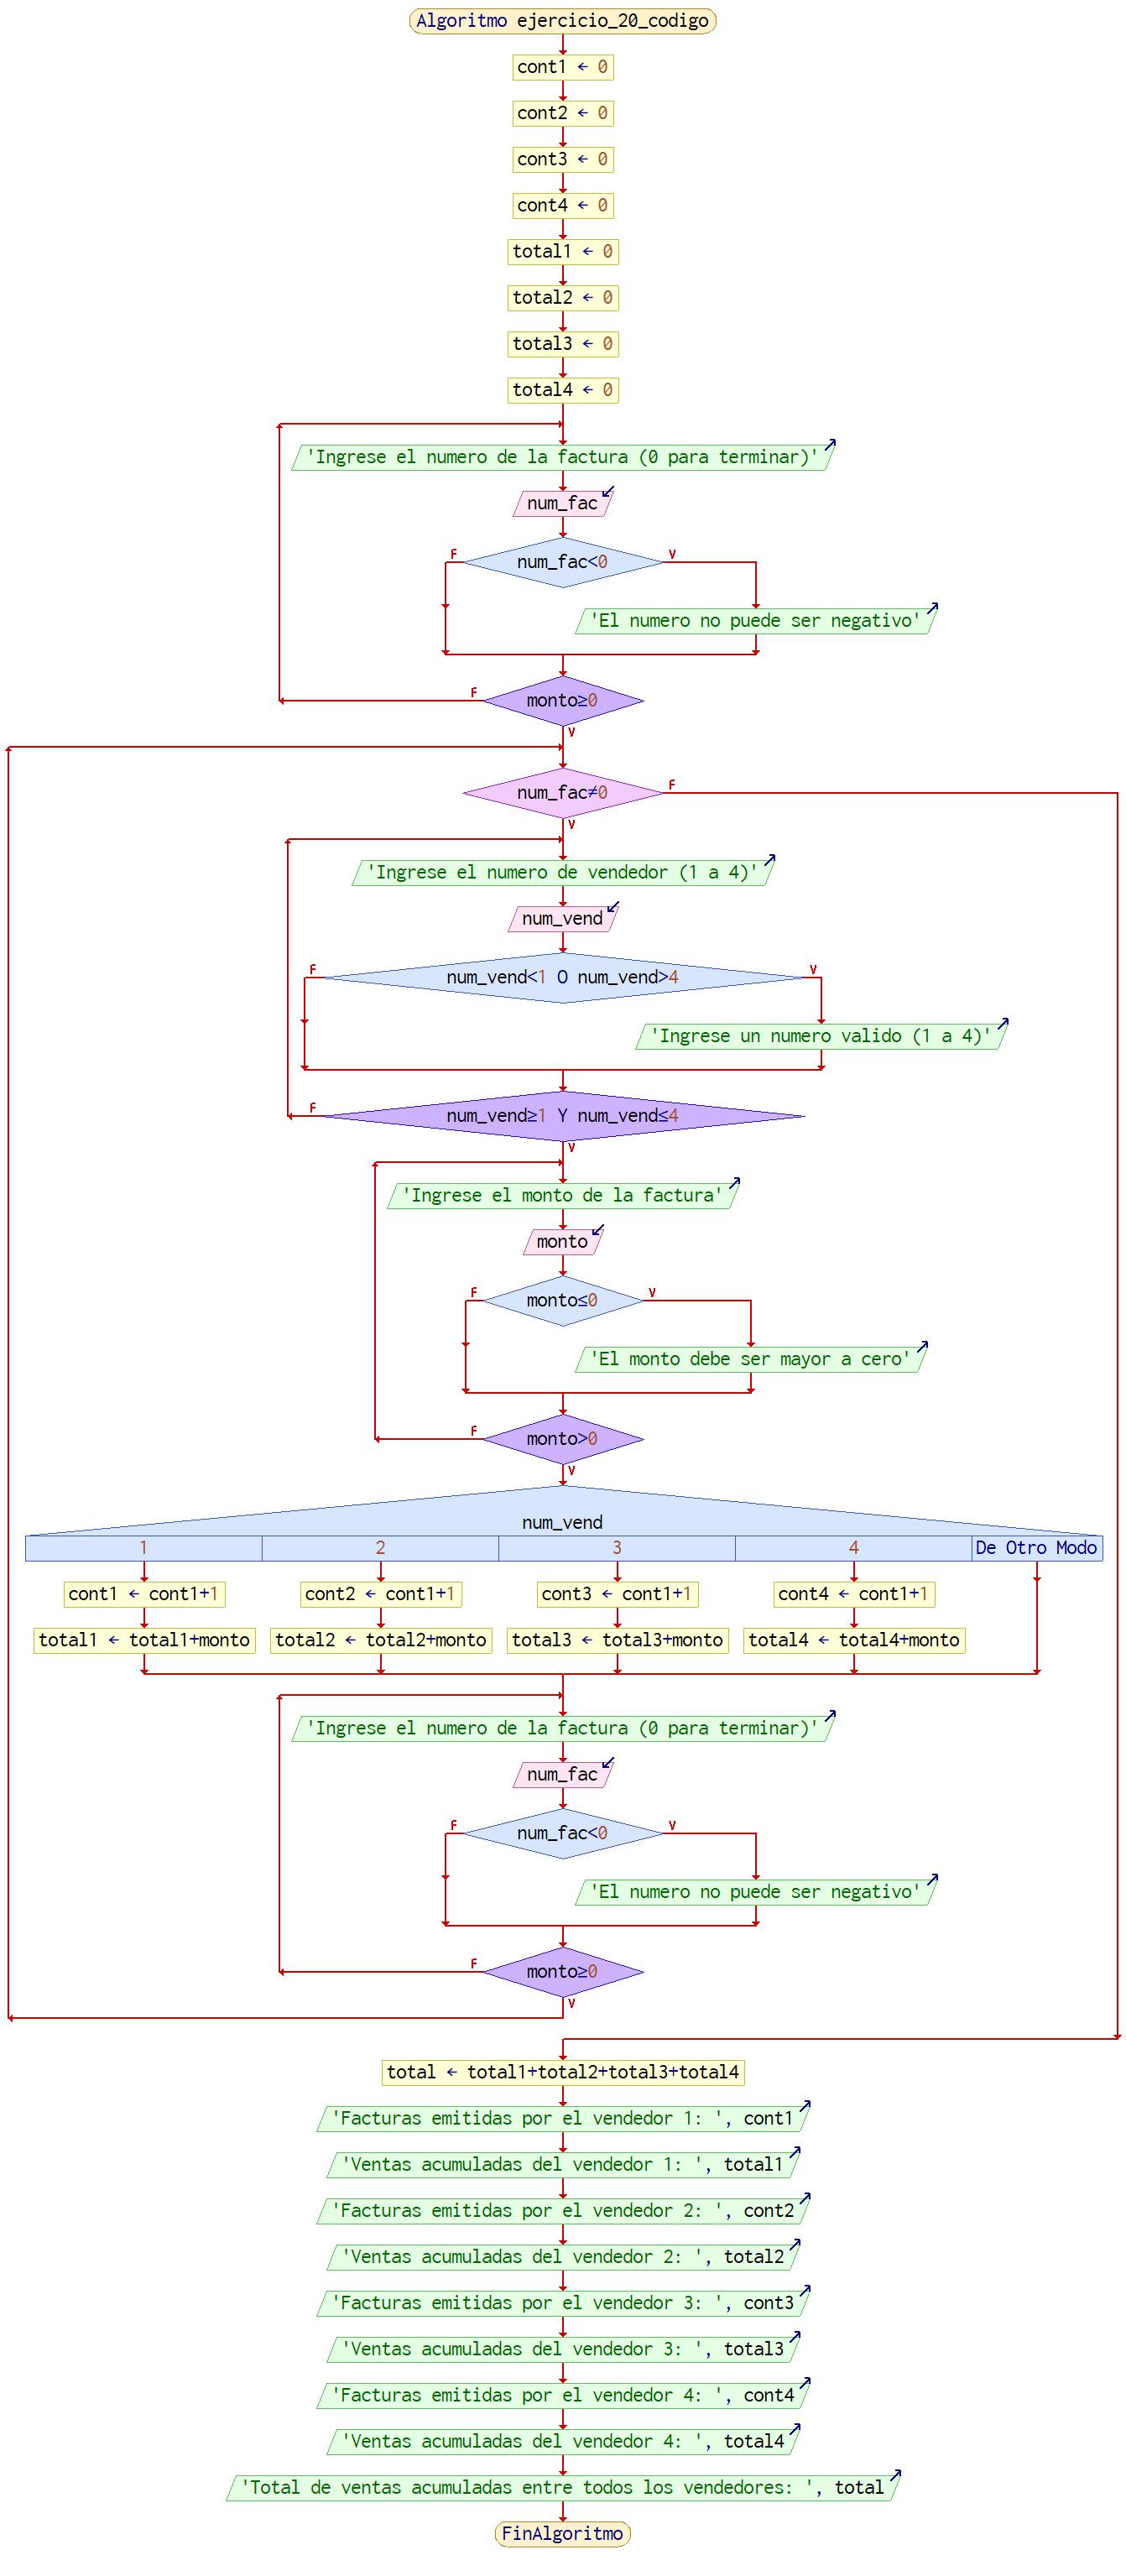 Algoritmo ejercicio_20_codigo
cont1 ← 0
cont2 ← 0
cont3 ← 0
cont4 ← 0
total1 ← 0
total2 ← 0
total3 ← 0
total4 ← 0
'Ingrese el numero de la factura (0 para terminar)'
num_fac
F V
num_fac<0
'El numero no puede ser negativo'
F
monto≥0
V
F
num_fac≠0
V
'Ingrese el numero de vendedor (1 a 4)'
num_vend
F V
num_vend<1 O num_vend>4
'Ingrese un numero valido (1 a 4)'
F
num_vend≥1 Y num_vend≤4
V
'Ingrese el monto de la factura'
monto
F V
monto≤0
'El monto debe ser mayor a cero'
F
monto>0
V
num_vend
1 2 3 4 De Otro Modo
cont1 ← cont1+1 cont2 ← cont1+1 cont3 ← cont1+1 cont4 ← cont1+1
total1 ← total1+monto total2 ← total2+monto total3 ← total3+monto total4 ← total4+monto
'Ingrese el numero de la factura (0 para terminar)'
num_fac
F V
num_fac<0
'El numero no puede ser negativo'
F
monto≥0
V
total ← total1+total2+total3+total4
'Facturas emitidas por el vendedor 1: ', cont1
'Ventas acumuladas del vendedor 1: ', total1
'Facturas emitidas por el vendedor 2: ', cont2
'Ventas acumuladas del vendedor 2: ', total2
'Facturas emitidas por el vendedor 3: ', cont3
'Ventas acumuladas del vendedor 3: ', total3
'Facturas emitidas por el vendedor 4: ', cont4
'Ventas acumuladas del vendedor 4: ', total4
'Total de ventas acumuladas entre todos los vendedores: ', total
FinAlgoritmo